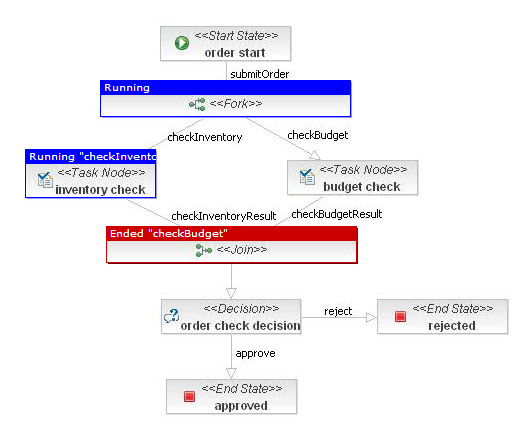 <<Start State>>
order start
submitOrder
Running
<<Fork>>
checkInventory
checkBudget
Running "checkInvento
<<Task Node>>
inventory check
<<Task Node>>
budget check
checkInventoryResult
checkBudgetResult
Ended "checkBudget"
<<Join>>
<<Decision>>
order check decision
reject
<<End State>>
rejected
approve
<<End State>>
approved